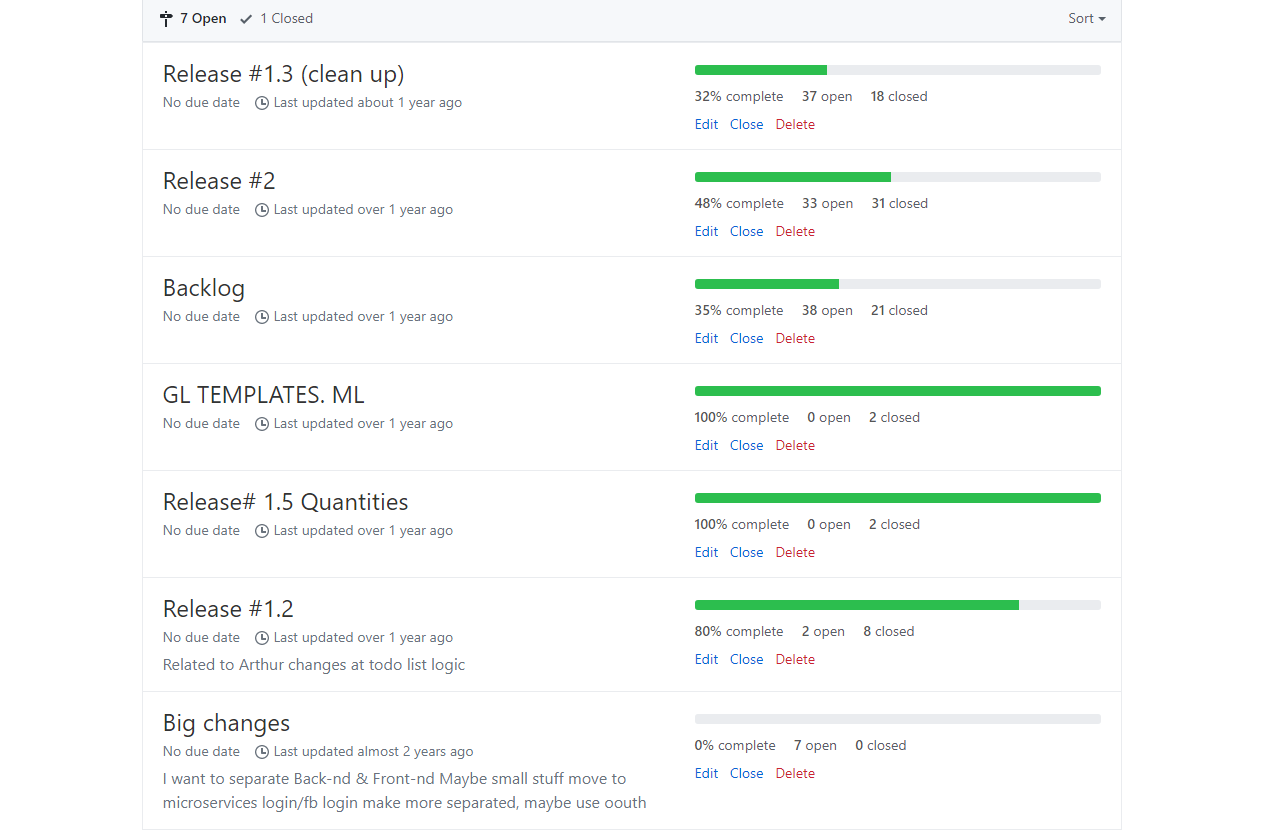 7 Open 1 Closed Sort
Release #1.3 (clean up)
No due date Last updated about 1 year ago
32% complete 37 open 18 closed
Edit Close Delete
Release #2
No due date Last updated over 1 year ago
48% complete 33 open 31 closed
Edit Close Delete
Backlog
No due date Last updated over 1 year ago
35% complete 38 open 21 closed
Edit Close Delete
GL TEMPLATES. ML
No due date Last updated over 1 year ago
100% complete 0 open 2 closed
Edit Close Delete
Release# 1.5 Quantities
No due date Last updated over 1 year ago
100% complete 0 open 2 closed
Edit Close Delete
Release #1.2
No due date Last updated over 1 year ago
Related to Arthur changes at todo list logic
80% complete 2 open 8 closed
Edit Close Delete
Big changes
No due date Last updated almost 2 years ago
I want to separate Back-nd & Front-nd Maybe small stuff move to
microservices login/fb login make more separated, maybe use oouth
0% complete 7 open 0 closed
Edit Close Delete